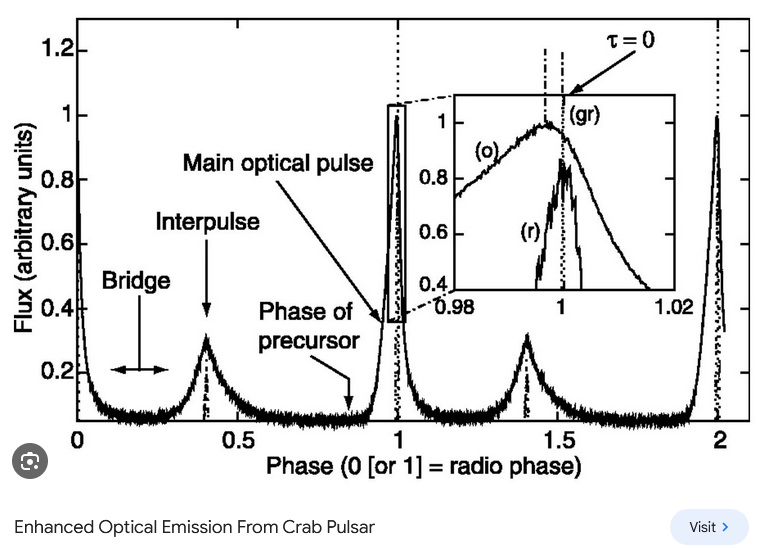 1.2
1
0.8
0.6
0.4
0.2
Flux (arbitrary units)
τ = 0
Main optical pulse
Interpulse
Bridge
Phase of
precursor
1
0.8
0.6
0.4
(o)
(gr)
(r)
0.98 1 1.02
0 0.5 1 1.5 2
Phase (0 [or 1] = radio phase)
Enhanced Optical Emission From Crab Pulsar
Visit >